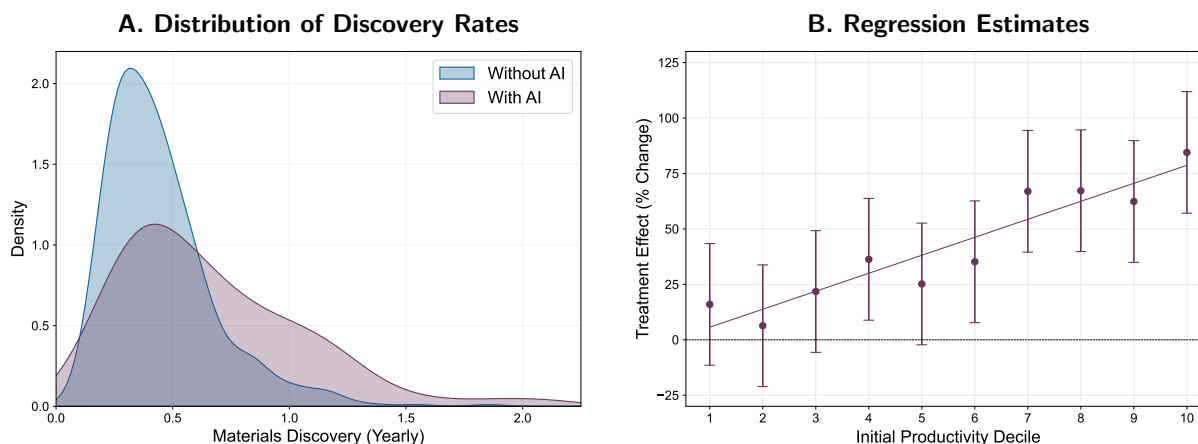 A. Distribution of Discovery Rates
Density
2.0
1.5
1.0
0.5
0.0
Without AI
With AI
0 0.5 1.0 1.5 2.0
Materials Discovery (Yearly)
B. Regression Estimates
Treatment Effect (% Change)
125
100
75
50
25
0
−25
1 2 3 4 5 6 7 8 9 10
Initial Productivity Decile